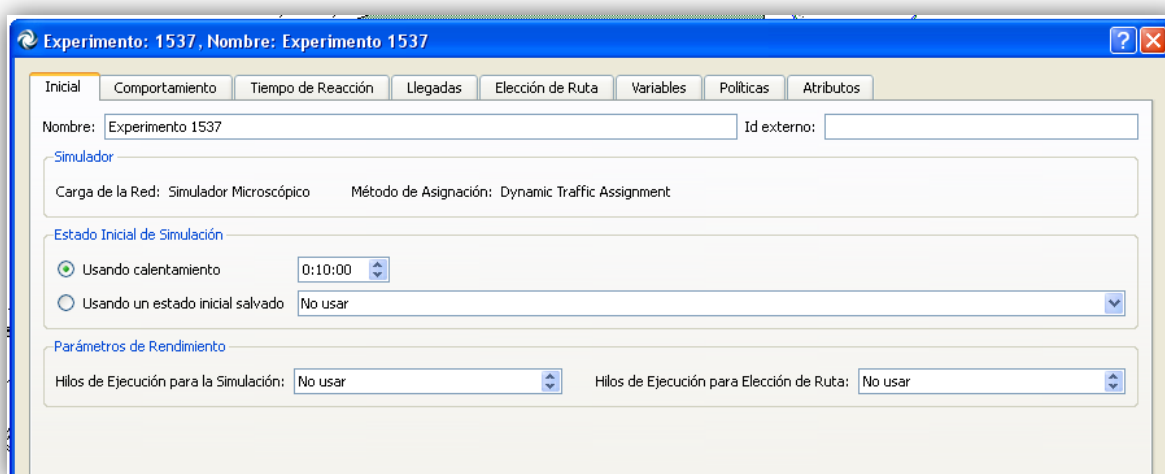 Experimento: 1537, Nombre: Experimento 1537
Inicial Comportamiento Tiempo de Reacción Llegadas Elección de Ruta Variables Políticas Atributos
Nombre: Experimento 1537 Id externo:
Simulador
Carga de la Red: Simulador Microscópico Método de Asignación: Dynamic Traffic Assignment
Estado Inicial de Simulación
Usando calentamiento 0:10:00
Usando un estado inicial salvado No usar
Parámetros de Rendimiento
Hilos de Ejecución para la Simulación: No usar Hilos de Ejecución para Elección de Ruta: No usar